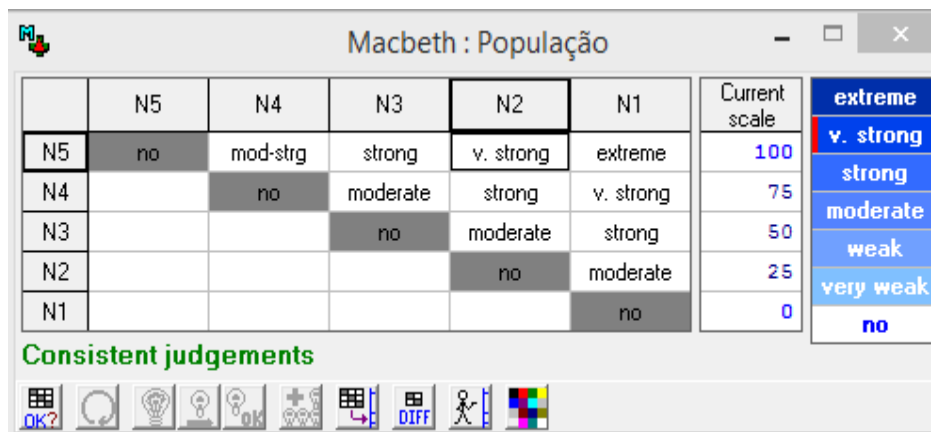 Macbeth : População
N5 N4 N3 N2 N1 Current scale
N5 no mod-strg strong v. strong extreme 100
N4 no moderate strong v. strong 75
N3 no moderate strong 50
N2 no moderate 25
N1 no 0
extreme
v. strong
strong
moderate
weak
very weak
no
Consistent judgements
OK? OK DIFF